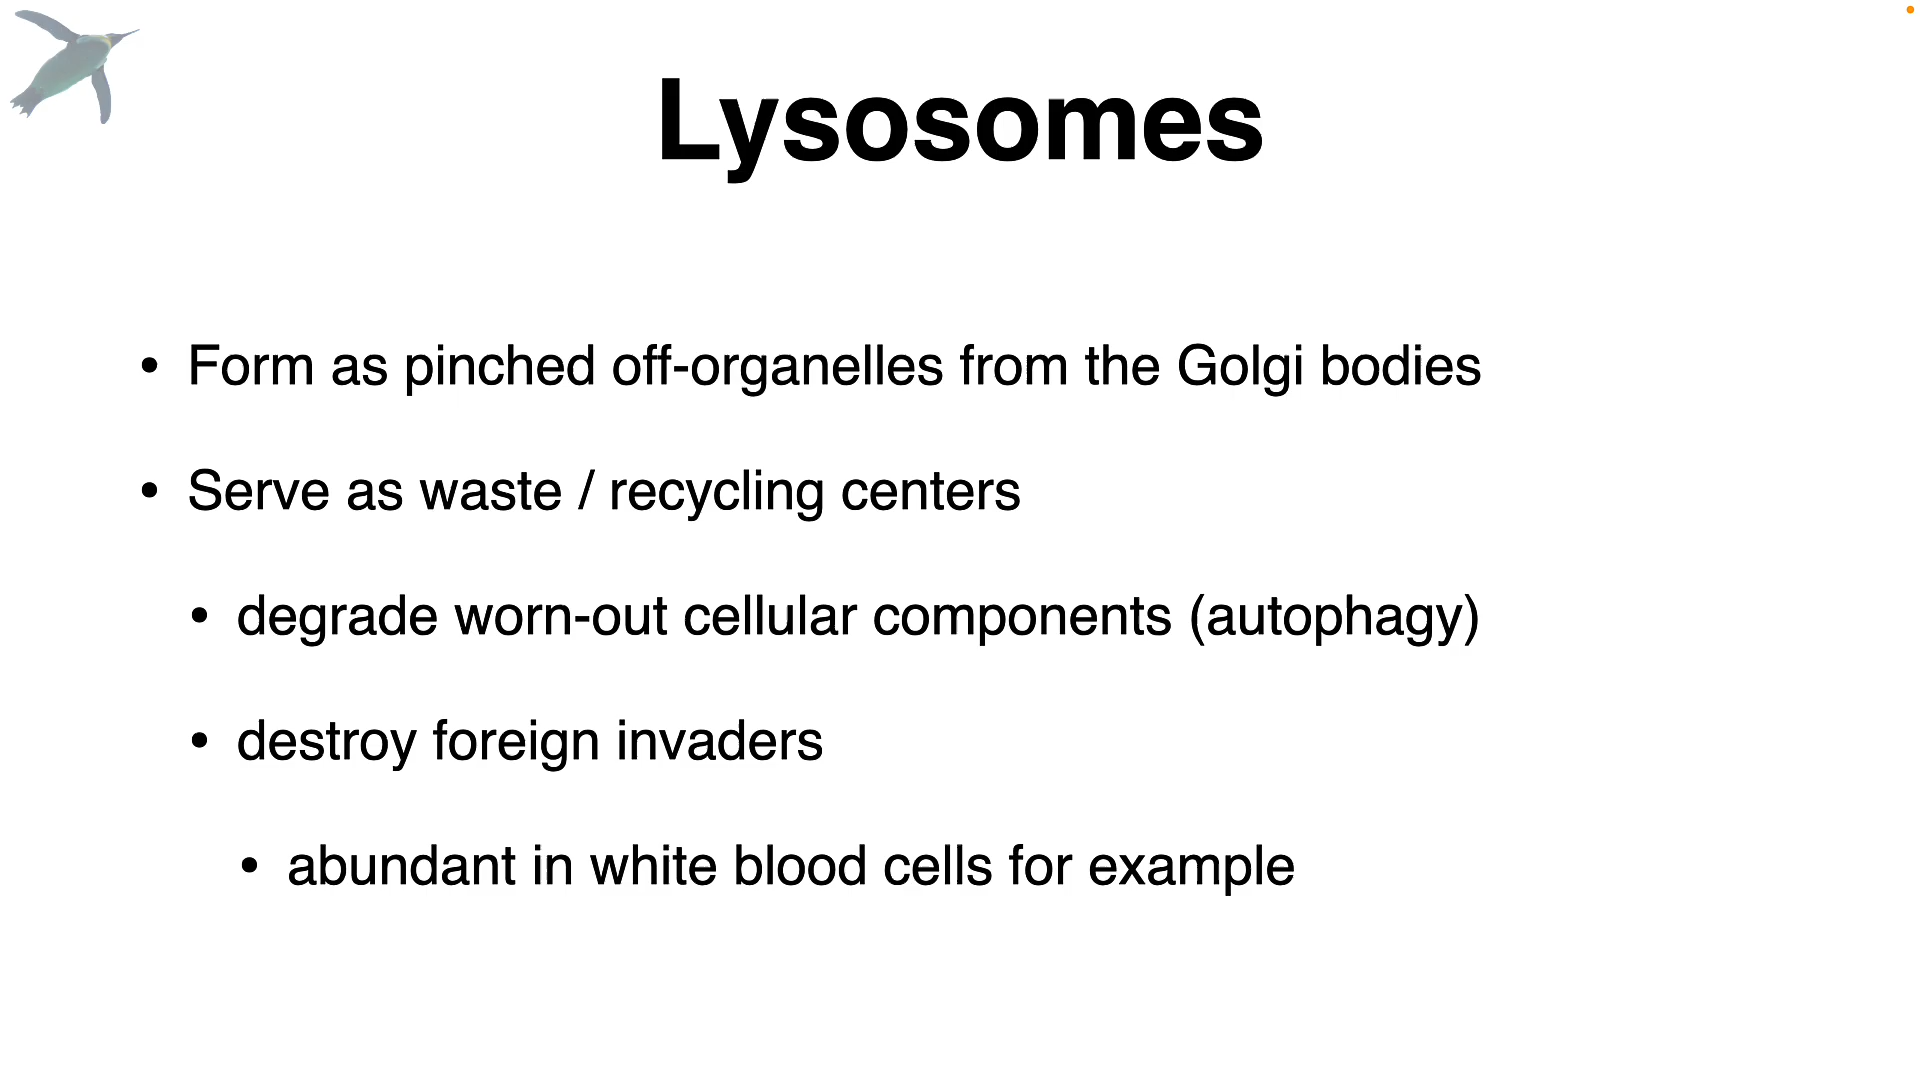 Lysosomes
• Form as pinched off-organelles from the Golgi bodies
• Serve as waste / recycling centers
• degrade worn-out cellular components (autophagy)
• destroy foreign invaders
• abundant in white blood cells for example